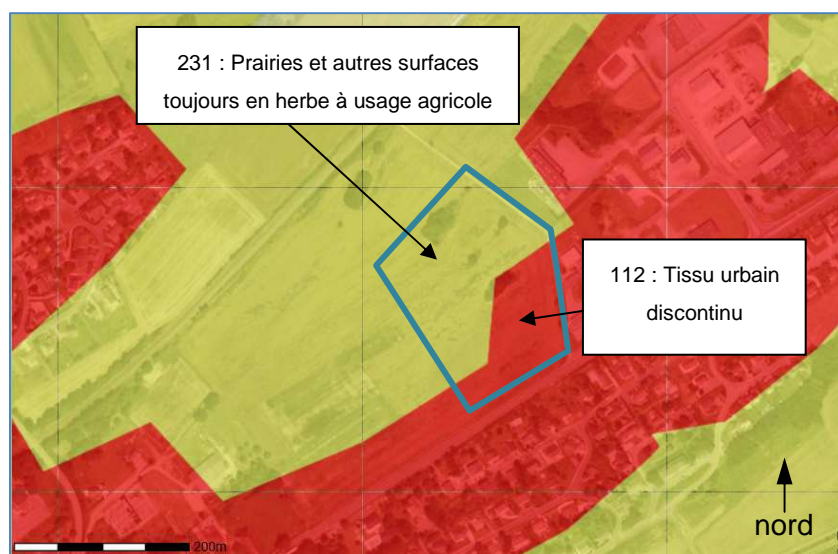 231 : Prairies et autres surfaces
toujours en herbe à usage agricole
112 : Tissu urbain
discontinu
nord
200m